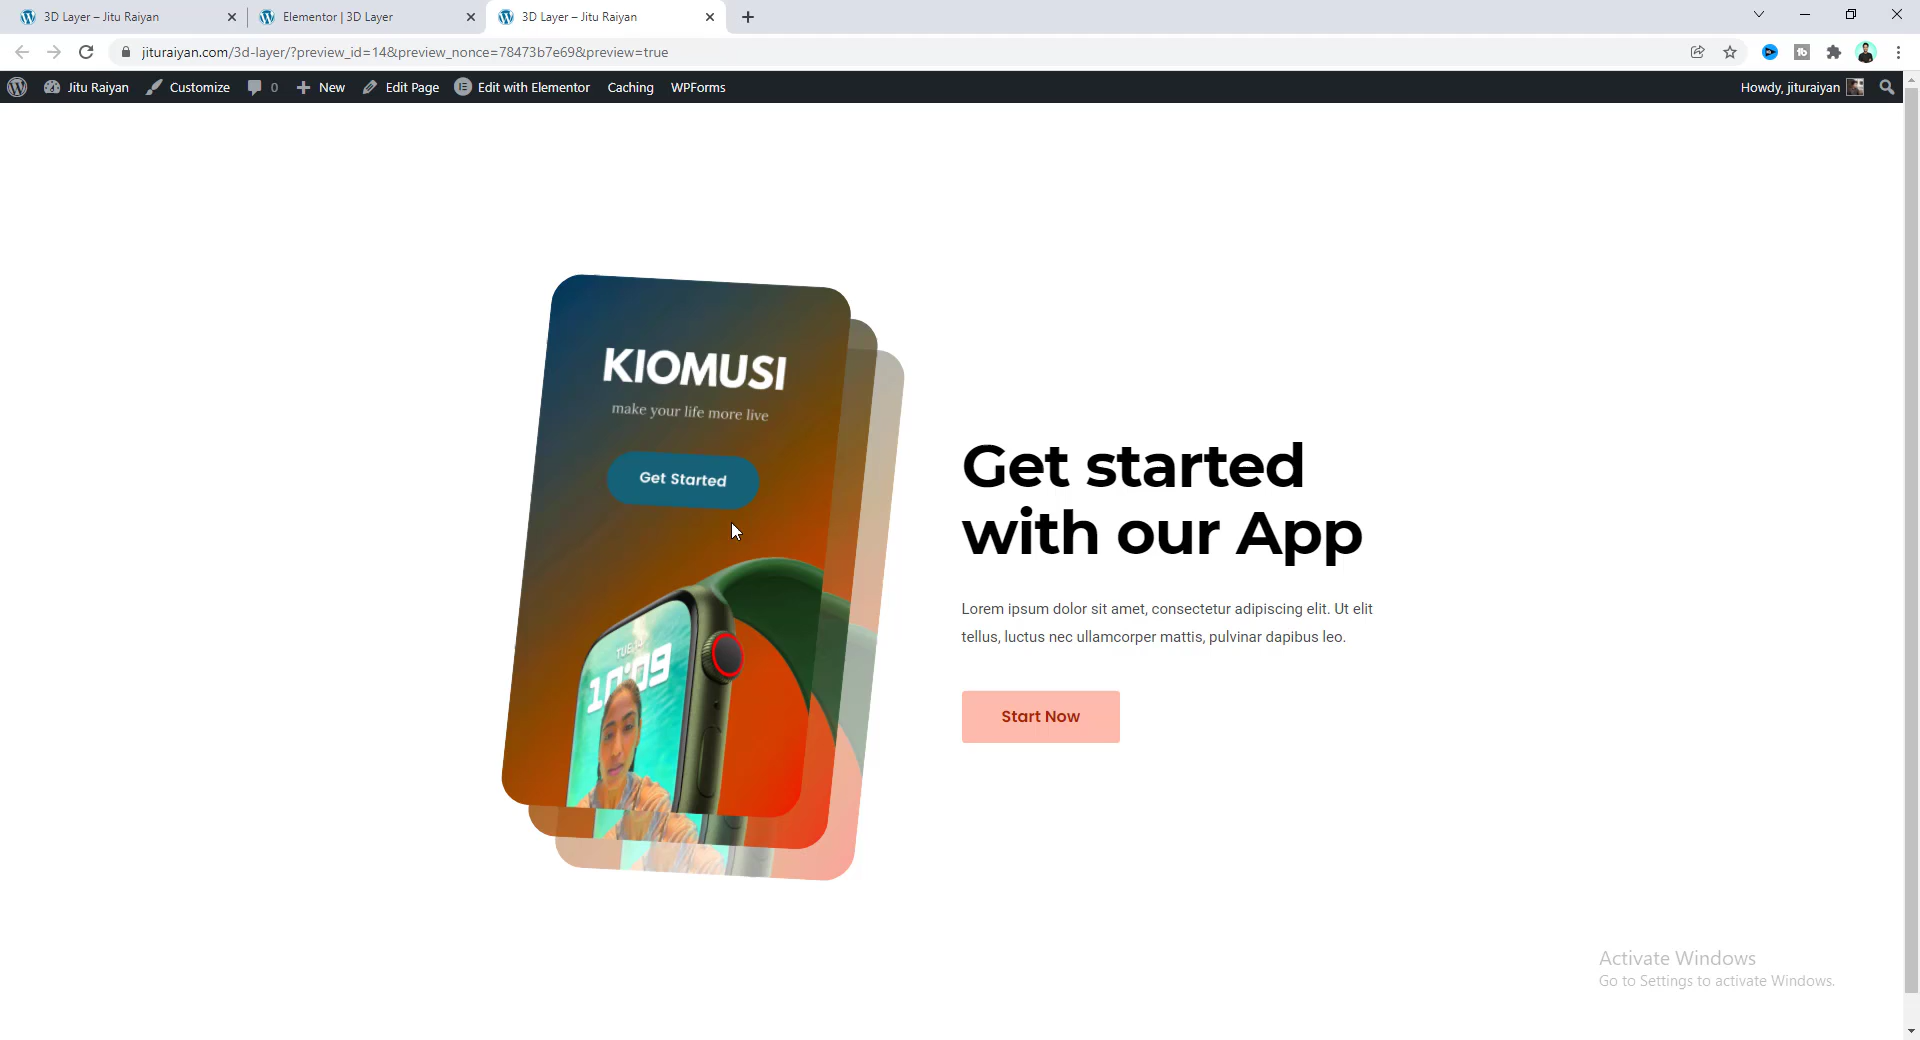 3D Layer – Jitu Raiyan
Elementor | 3D Layer
3D Layer – Jitu Raiyan
jituraiyan.com/3d-layer/?preview_id=14&preview_nonce=78473b7e69&preview=true
Jitu Raiyan
Customize
0
New
Edit Page
Edit with Elementor
Caching
WPForms
Howdy, jituraiyan
KIOMUSI
make your life more live
Get Started
TUE 14
10:09
Get started
with our App
Lorem ipsum dolor sit amet, consectetur adipiscing elit. Ut elit
tellus, luctus nec ullamcorper mattis, pulvinar dapibus leo.
Start Now
Activate Windows
Go to Settings to activate Windows.